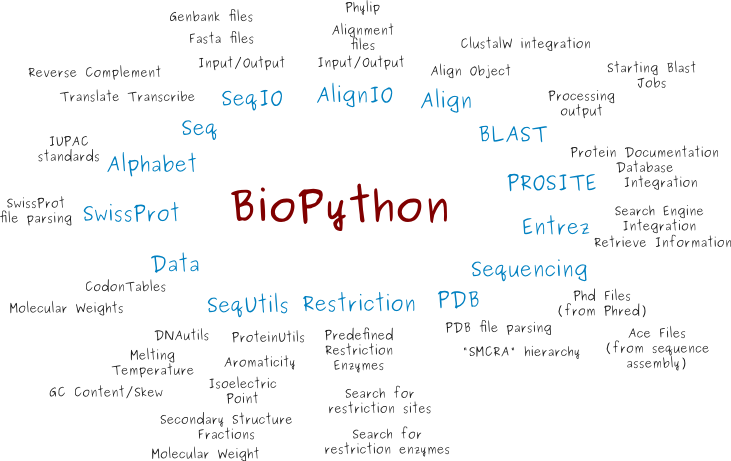 Phylip
Genbank files
Fasta files
Alignment
files
ClustalW integration
Input/Output
Input/Output
Reverse Complement
Align Object
Starting Blast
Jobs
Translate Transcribe
SeqIO
AlignIO
Align
Processing
output
Seq
BLAST
IUPAC
standards
Alphabet
Protein Documentation
Database
Integration
PROSITE
SwissProt
file parsing
SwissProt
BioPython
Search Engine
Integration
Retrieve Information
Entrez
Data
Sequencing
CodonTables
Molecular Weights
SeqUtils
Restriction
PDB
Phd Files
(from Phred)
PDB file parsing
"SMCRA" hierarchy
Ace Files
(from sequence
assembly)
DNAutils
ProteinUtils
Predefined
Restriction
Enzymes
Melting
Temperature
Aromaticity
GC Content/Skew
Isoelectric
Point
Search for
restriction sites
Secondary Structure
Fractions
Search for
restriction enzymes
Molecular Weight